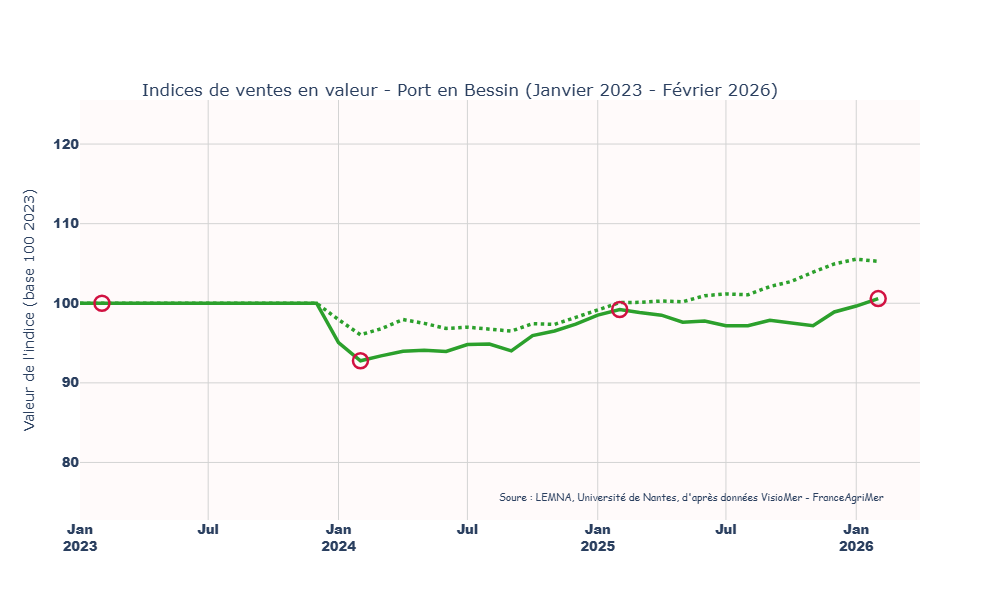 Indices de ventes en valeur - Port en Bessin (Janvier 2023 - Février 2026)
Valeur de l'indice (base 100 2023)
120
110
100
90
80
Soure : LEMNA, Université de Nantes, d'après données VisioMer - FranceAgriMer
Jan Jul Jan Jul Jan Jul Jan
2023 2024 2025 2026